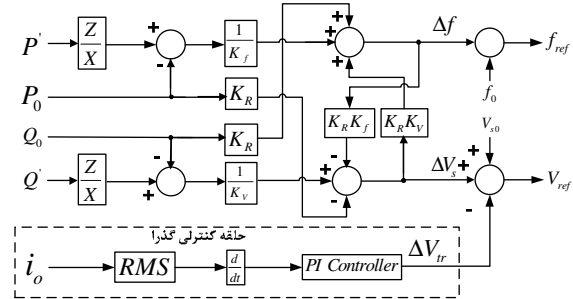 P' Z/X + - 1/K_f + + + Δf f_ref
P_0 K_R f_0
Q_0 K_R K_R K_f K_R K_V V_s0
Q' Z/X - + 1/K_V - + - ΔV_s + + - V_ref
حلقه کنترلی گذرا
i_o RMS d/dt PI Controller ΔV_tr